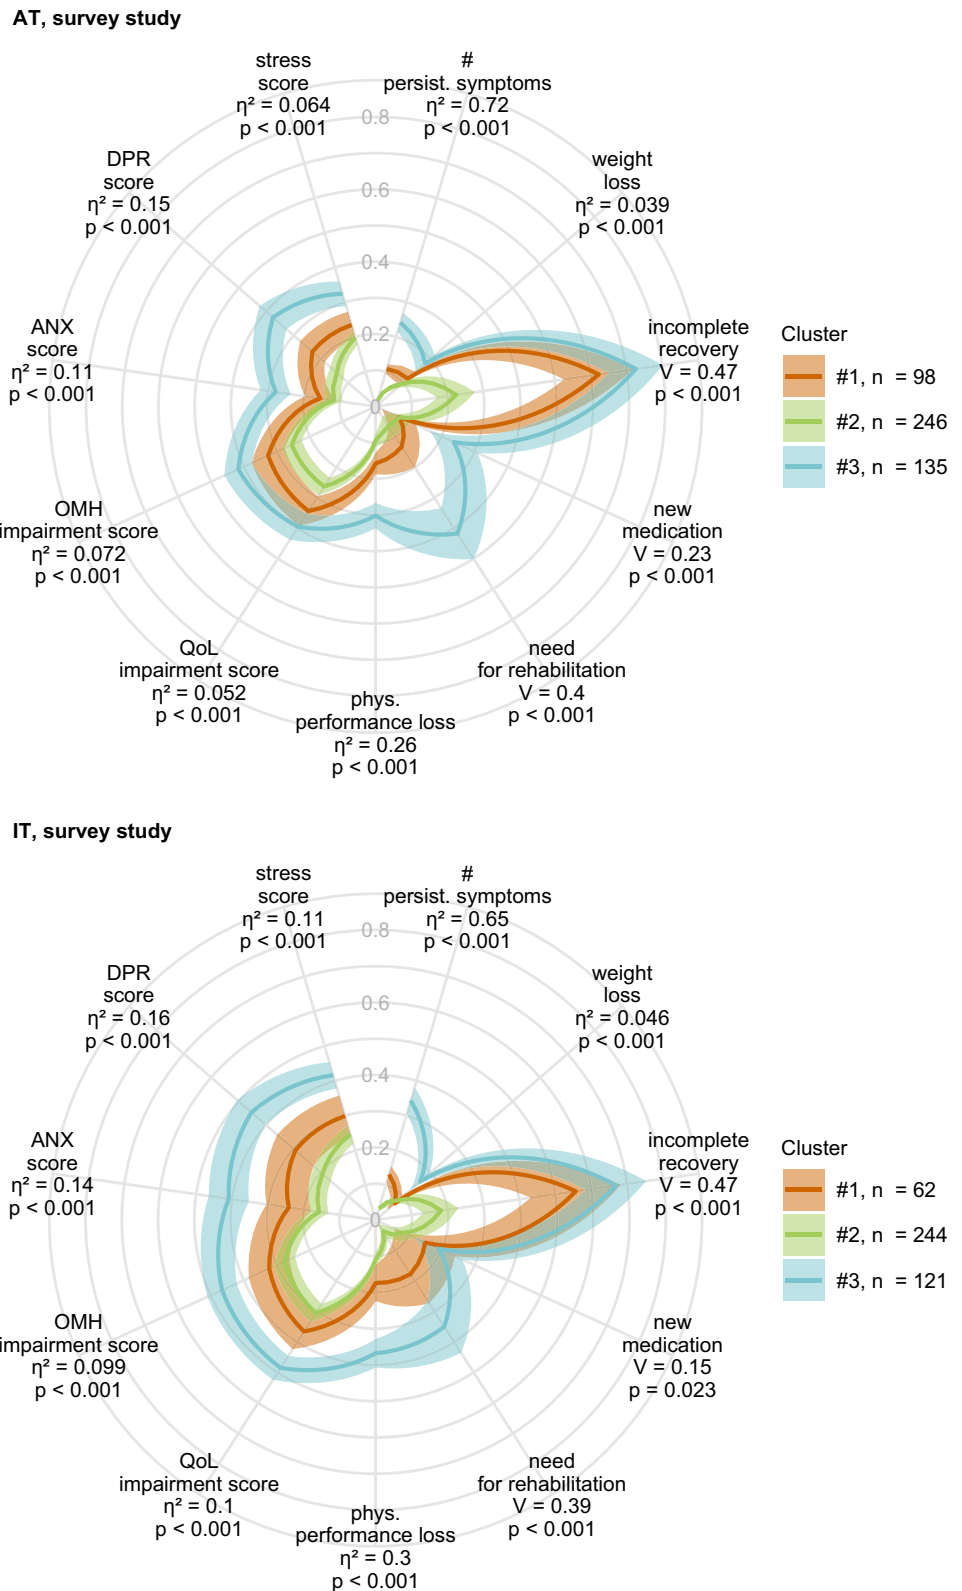 AT, survey study
stress
score
η² = 0.064
p < 0.001
#
persist. symptoms
η² = 0.72
p < 0.001
DPR
score
η² = 0.15
p < 0.001
weight
loss
η² = 0.039
p < 0.001
ANX
score
η² = 0.11
p < 0.001
incomplete
recovery
V = 0.47
p < 0.001
OMH
impairment score
η² = 0.072
p < 0.001
new
medication
V = 0.23
p < 0.001
QoL
impairment score
η² = 0.052
p < 0.001
need
for rehabilitation
V = 0.4
p < 0.001
phys.
performance loss
η² = 0.26
p < 0.001
0.8
0.6
0.4
0.2
0
Cluster
#1, n = 98
#2, n = 246
#3, n = 135
IT, survey study
stress
score
η² = 0.11
p < 0.001
#
persist. symptoms
η² = 0.65
p < 0.001
DPR
score
η² = 0.16
p < 0.001
weight
loss
η² = 0.046
p < 0.001
ANX
score
η² = 0.14
p < 0.001
incomplete
recovery
V = 0.47
p < 0.001
OMH
impairment score
η² = 0.099
p < 0.001
new
medication
V = 0.15
p = 0.023
QoL
impairment score
η² = 0.1
p < 0.001
need
for rehabilitation
V = 0.39
p < 0.001
phys.
performance loss
η² = 0.3
p < 0.001
0.8
0.6
0.4
0.2
0
Cluster
#1, n = 62
#2, n = 244
#3, n = 121